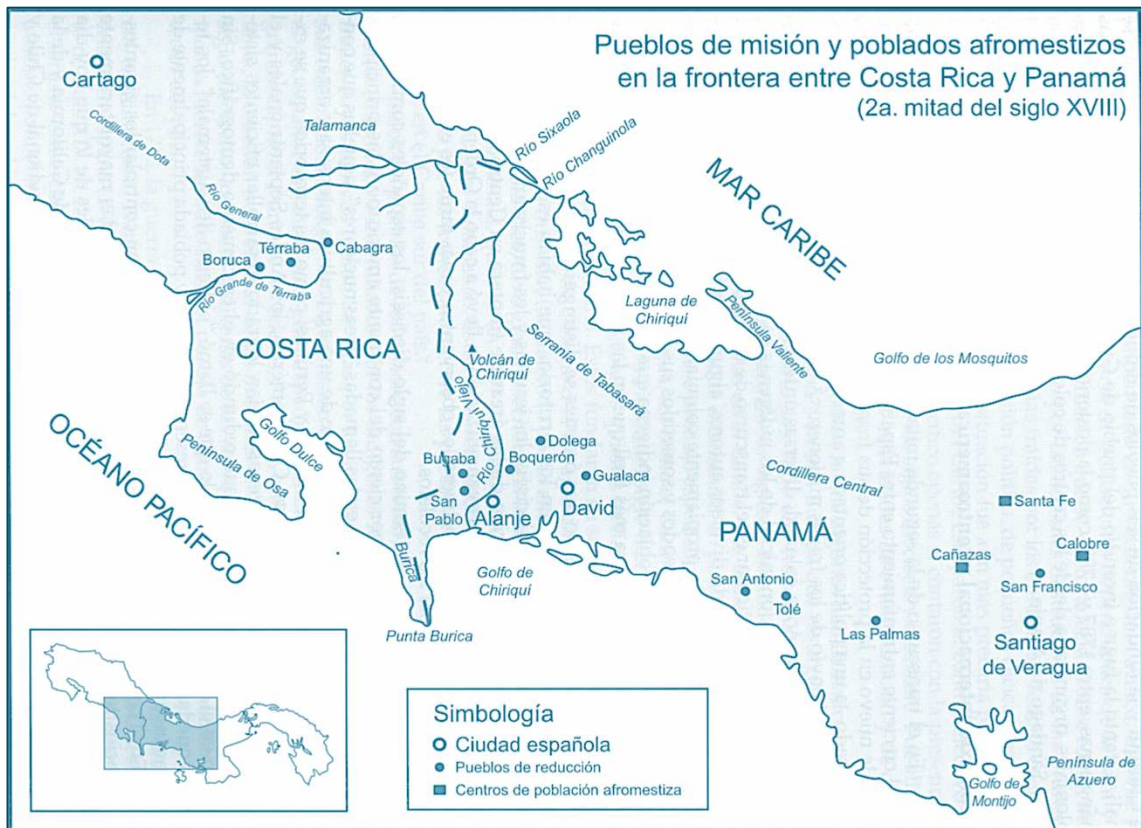 Pueblos de misión y poblados afromestizos
en la frontera entre Costa Rica y Panamá
(2a. mitad del siglo XVIII)
Cartago
Cordillera de Dota
Talamanca
Río Sixaola
Río Changuinola
MAR CARIBE
Río General
Térraba
Cabagra
Boruca
Río Grande de Térraba
Laguna de
Chiriquí
Península Valiente
Golfo de los Mosquitos
COSTA RICA
Volcán de
Chiriquí
Serranía de Tabasará
Río Chiriquí Viejo
OCÉANO PACÍFICO
Golfo Dulce
Península de Osa
Bugaba
Dolega
Boquerón
Gualaca
San
Pablo
Alanje
David
Cordillera Central
Santa Fe
PANAMÁ
Cañazas
Calobre
San Francisco
Burica
Golfo de
Chiriquí
San Antonio
Tolé
Las Palmas
Santiago
de Veragua
Punta Burica
Simbología
Ciudad española
Pueblos de reducción
Centros de población afromestiza
Golfo de
Montijo
Península de
Azuero